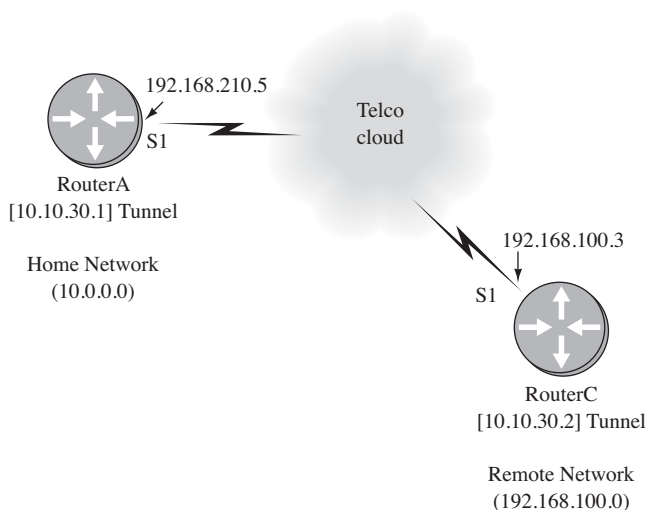 192.168.210.5
S1
RouterA
[10.10.30.1] Tunnel
Home Network
(10.0.0.0)
Telco
cloud
192.168.100.3
S1
RouterC
[10.10.30.2] Tunnel
Remote Network
(192.168.100.0)